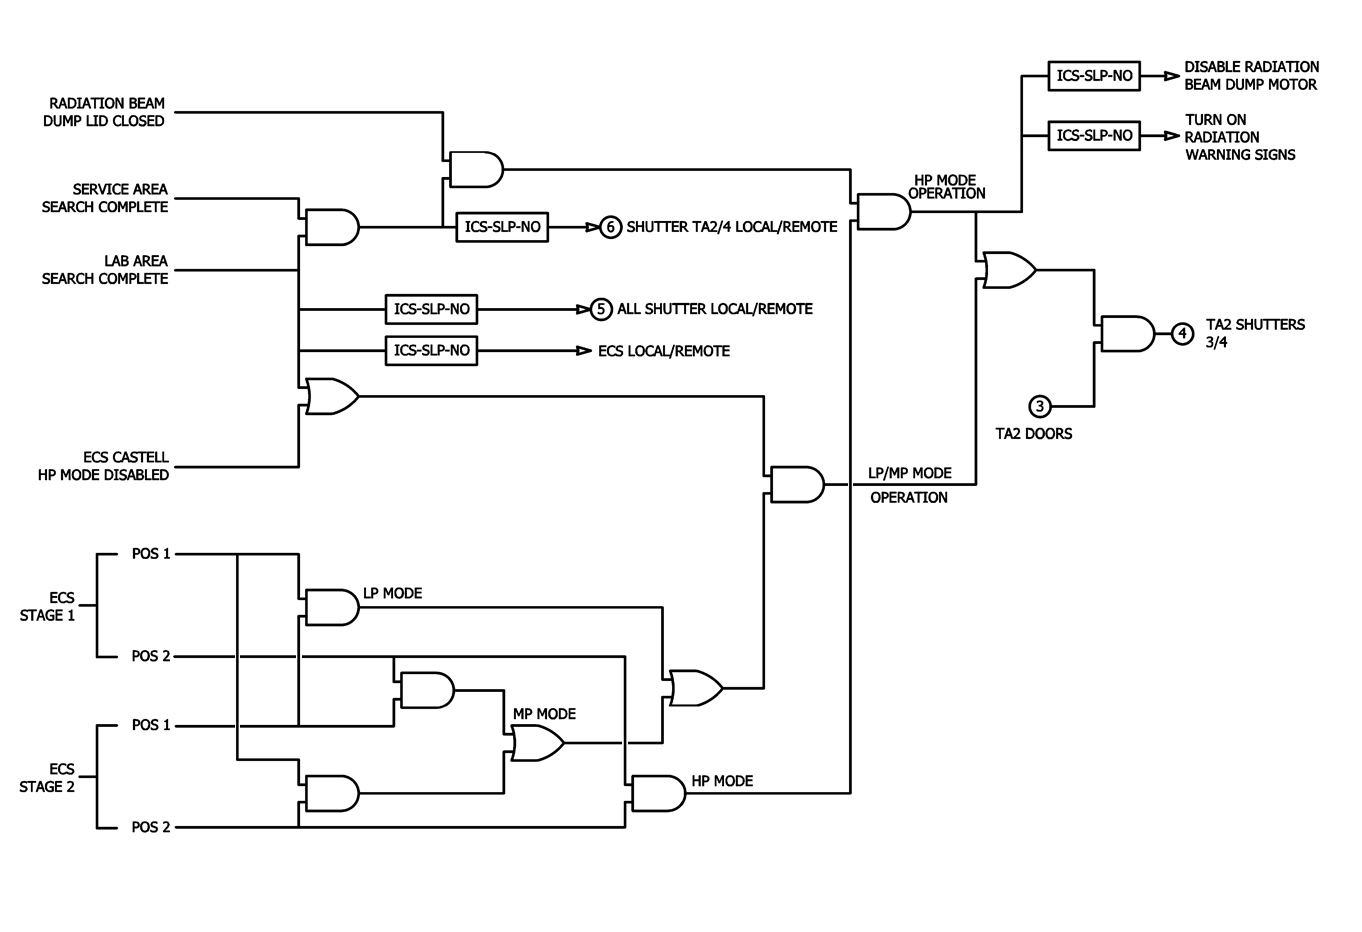 RADIATION BEAM
DUMP LID CLOSED
SERVICE AREA
SEARCH COMPLETE
LAB AREA
SEARCH COMPLETE
ICS-SLP-NO
6 SHUTTER TA2/4 LOCAL/REMOTE
ICS-SLP-NO
5 ALL SHUTTER LOCAL/REMOTE
ICS-SLP-NO
ECS LOCAL/REMOTE
ECS CASTELL
HP MODE DISABLED
HP MODE
OPERATION
ICS-SLP-NO
DISABLE RADIATION
BEAM DUMP MOTOR
ICS-SLP-NO
TURN ON
RADIATION
WARNING SIGNS
4
TA2 SHUTTERS
3/4
3
TA2 DOORS
LP/MP MODE
OPERATION
ECS
STAGE 1
POS 1
POS 2
LP MODE
MP MODE
HP MODE
ECS
STAGE 2
POS 1
POS 2